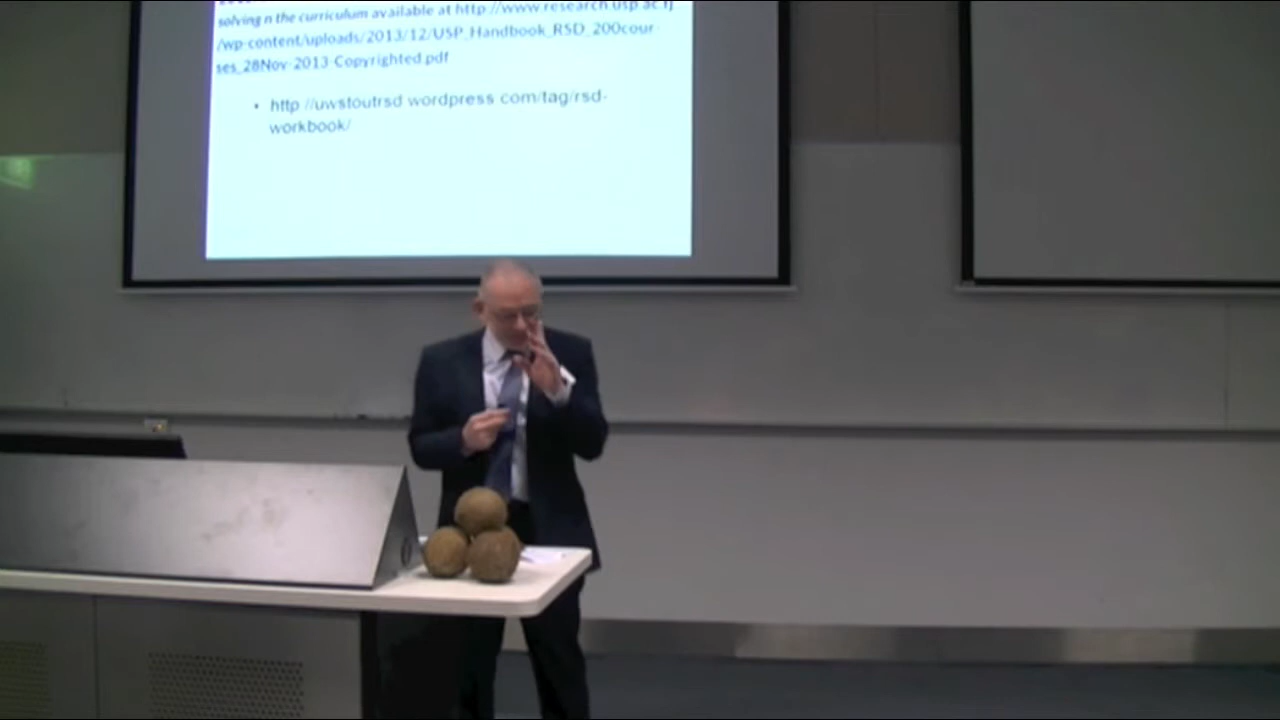 solving n the curriculum available at http://www.research.usp.ac.fj
/wp-content/uploads/2013/12/USP_Handbook_RSD_200cour-
ses_28Nov-2013-Copyrighted.pdf
• http //uwstoutrsd wordpress com/tag/rsd-
workbook/